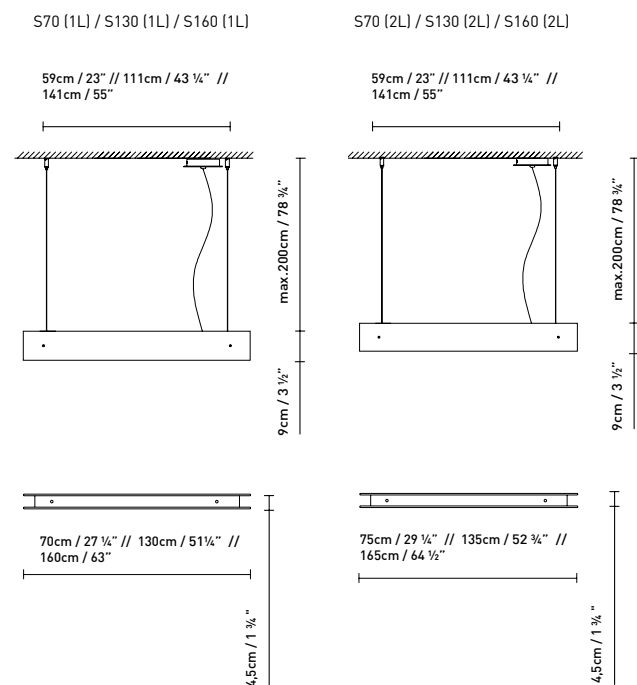 S70 (1L) / S130 (1L) / S160 (1L)
59cm / 23” // 111cm / 43 ¼” //
141cm / 55”
max.200cm / 78 ¾”
9cm / 3 ½”
70cm / 27 ¼” // 130cm / 51¼” //
160cm / 63”
4,5cm / 1 ¾ "
S70 (2L) / S130 (2L) / S160 (2L)
59cm / 23” // 111cm / 43 ¼” //
141cm / 55”
max.200cm / 78 ¾”
9cm / 3 ½”
75cm / 29 ¼” // 135cm / 52 ¾” //
165cm / 64 ½”
4,5cm / 1 ¾ "